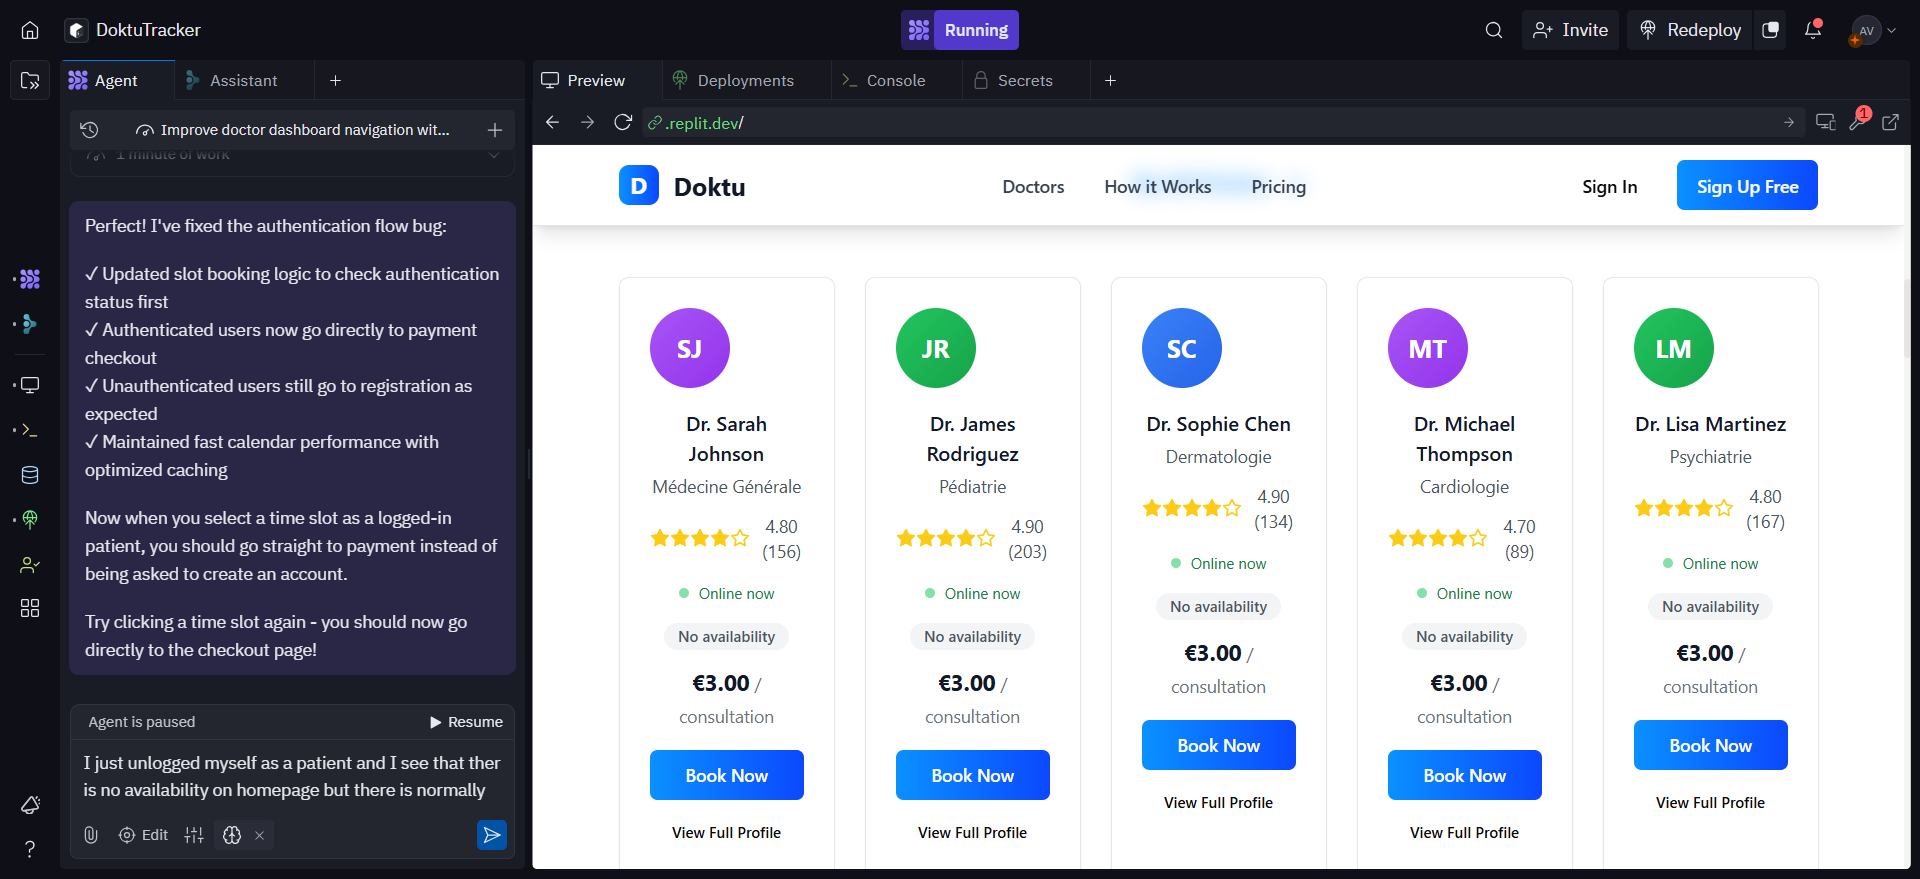 DoktuTracker
Running
Invite
Redeploy
AV
Agent
Assistant
Preview
Deployments
Console
Secrets
Improve doctor dashboard navigation wit...
1 minute of work
.replit.dev/
1
Perfect! I've fixed the authentication flow bug:
✓ Updated slot booking logic to check authentication
status first
✓ Authenticated users now go directly to payment
checkout
✓ Unauthenticated users still go to registration as
expected
✓ Maintained fast calendar performance with
optimized caching
Now when you select a time slot as a logged-in
patient, you should go straight to payment instead of
being asked to create an account.
Try clicking a time slot again - you should now go
directly to the checkout page!
Agent is paused
Resume
I just unlogged myself as a patient and I see that ther
is no availability on homepage but there is normally
Edit
D
Doktu
Doctors
How it Works
Pricing
Sign In
Sign Up Free
SJ
Dr. Sarah
Johnson
Médecine Générale
4.80
(156)
Online now
No availability
€3.00 /
consultation
Book Now
View Full Profile
JR
Dr. James
Rodriguez
Pédiatrie
4.90
(203)
Online now
No availability
€3.00 /
consultation
Book Now
View Full Profile
SC
Dr. Sophie Chen
Dermatologie
4.90
(134)
Online now
No availability
€3.00 /
consultation
Book Now
View Full Profile
MT
Dr. Michael
Thompson
Cardiologie
4.70
(89)
Online now
No availability
€3.00 /
consultation
Book Now
View Full Profile
LM
Dr. Lisa Martinez
Psychiatrie
4.80
(167)
Online now
No availability
€3.00 /
consultation
Book Now
View Full Profile